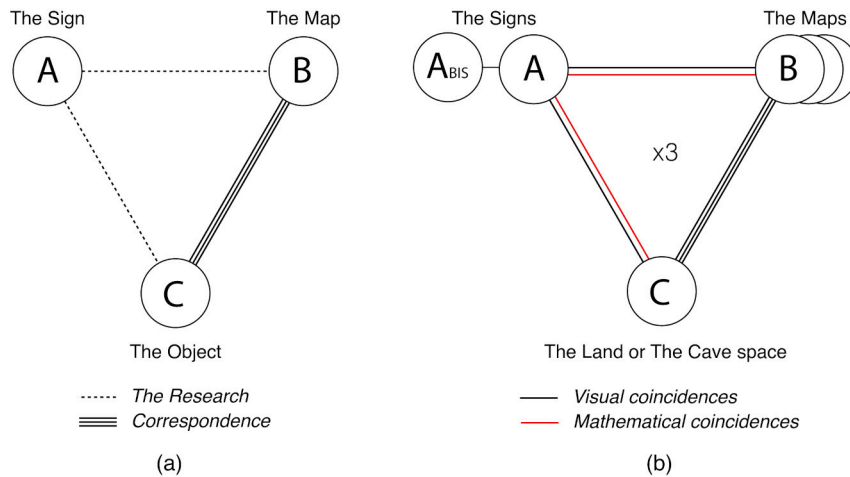 The Sign
The Map
A
B
C
The Object
The Research
Correspondence
(a)
The Signs
The Maps
ABIS
A
B
x3
C
The Land or The Cave space
Visual coincidences
Mathematical coincidences
(b)